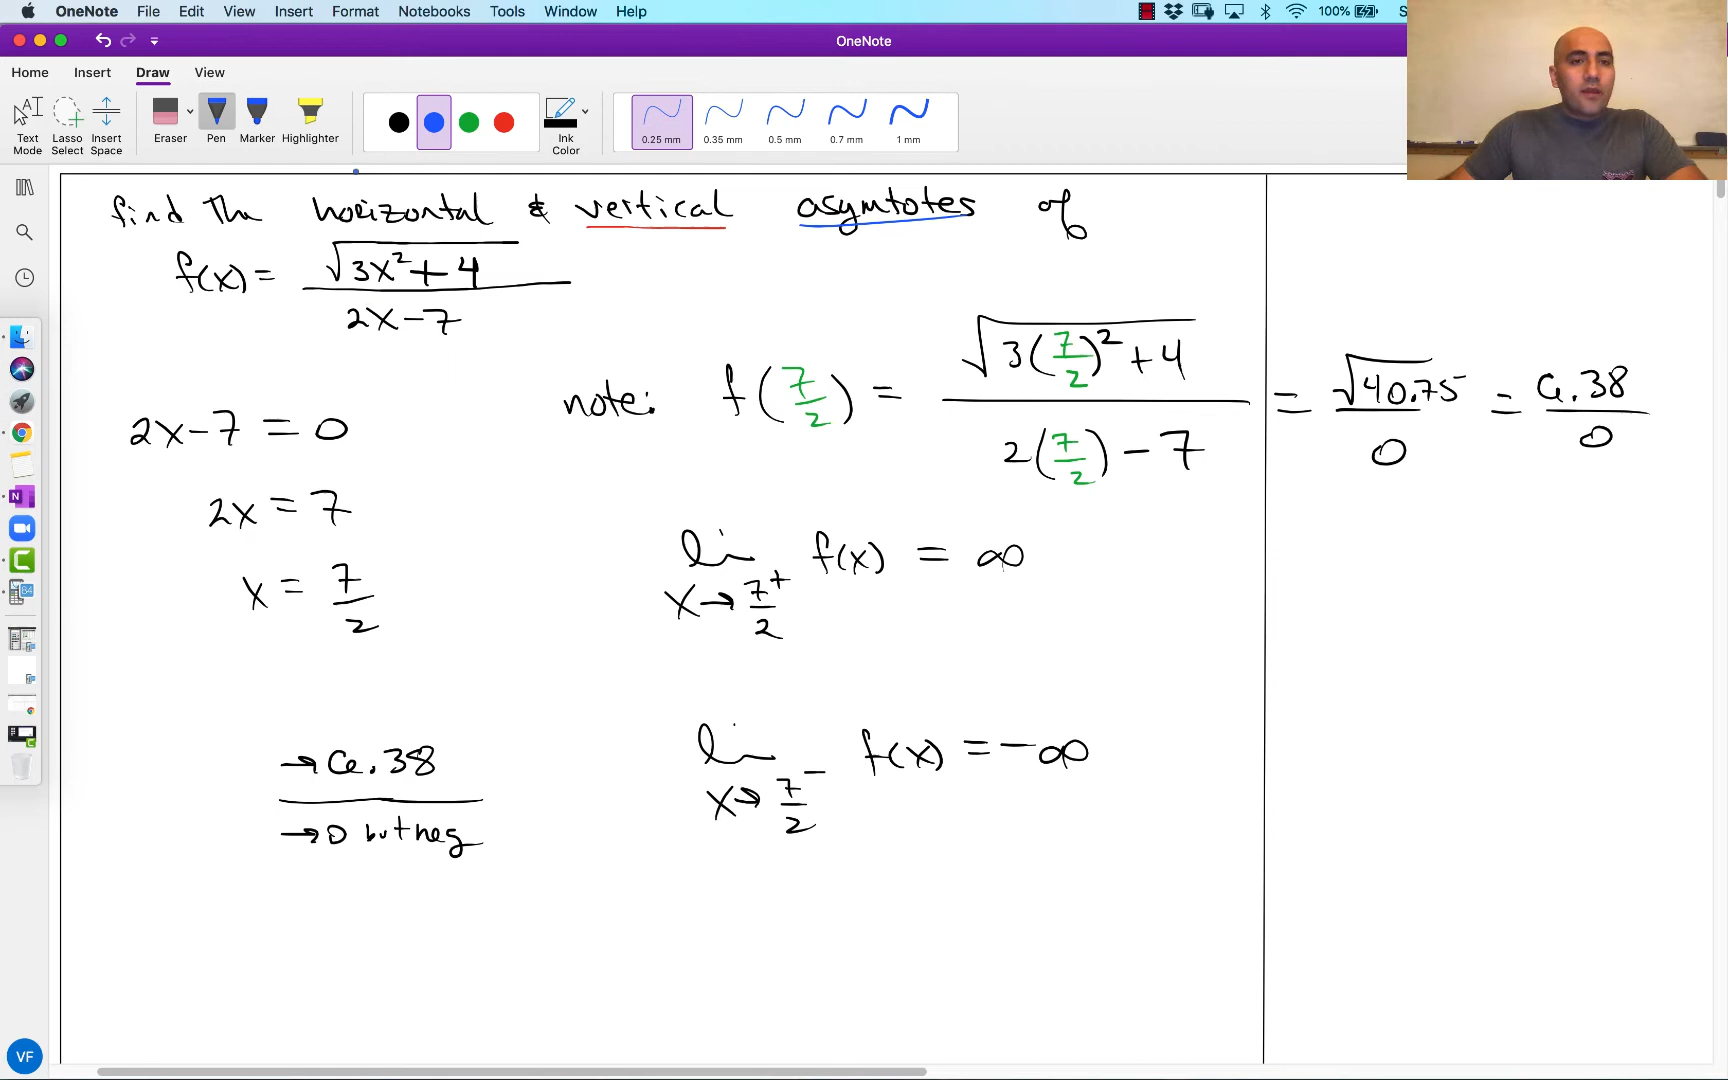 OneNote File Edit View Insert Format Notebooks Tools Window Help 100% S
OneNote
Home Insert Draw View
Text Mode Lasso Select Insert Space Eraser Pen Marker Highlighter Ink Color 0.25 mm 0.35 mm 0.5 mm 0.7 mm 1 mm
find the horizontal & vertical asymtotes of
f(x) = √(3x²+4) / (2x-7)
note: f(7/2) = √(3(7/2)²+4) / (2(7/2)-7) = √40.75 / 0 = 6.38 / 0
2x-7 = 0
2x = 7
x = 7/2
lim x→7/2⁺ f(x) = ∞
lim x→7/2⁻ f(x) = -∞
→6.38
→0 but neg
VF